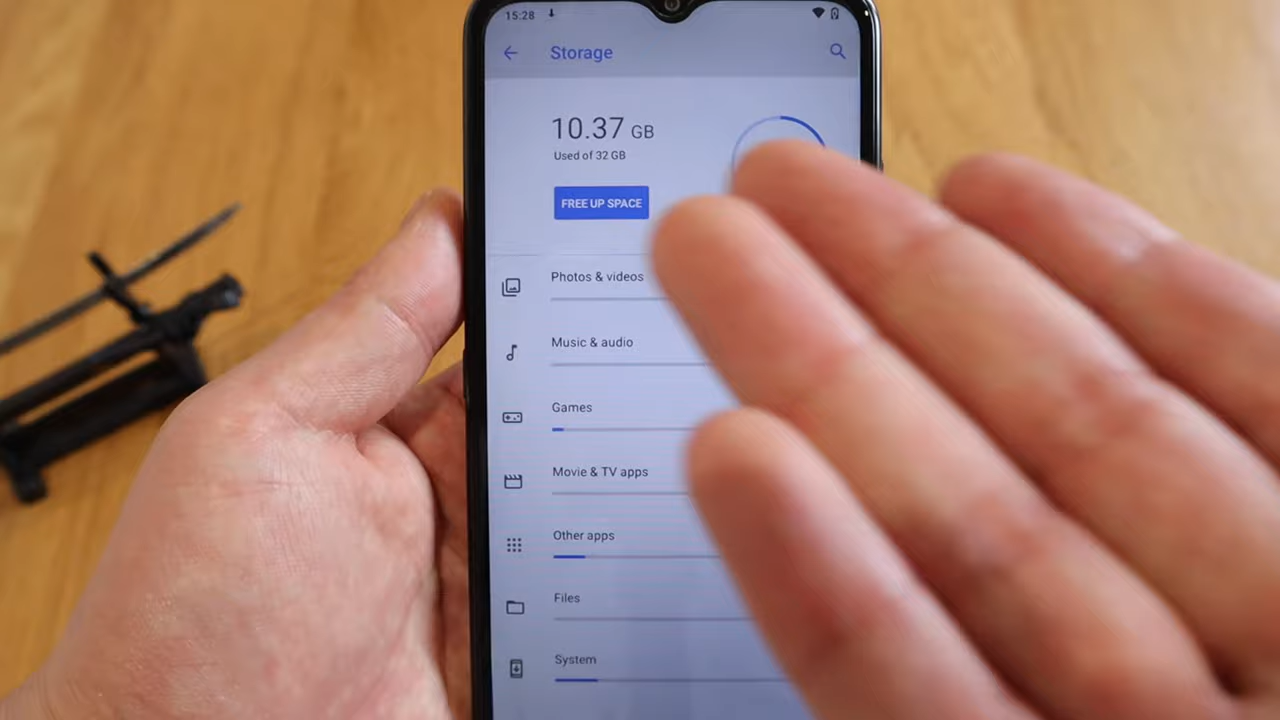 15:28
Storage
10.37 GB
Used of 32 GB
FREE UP SPACE
Photos & videos
Music & audio
Games
Movie & TV apps
Other apps
Files
System